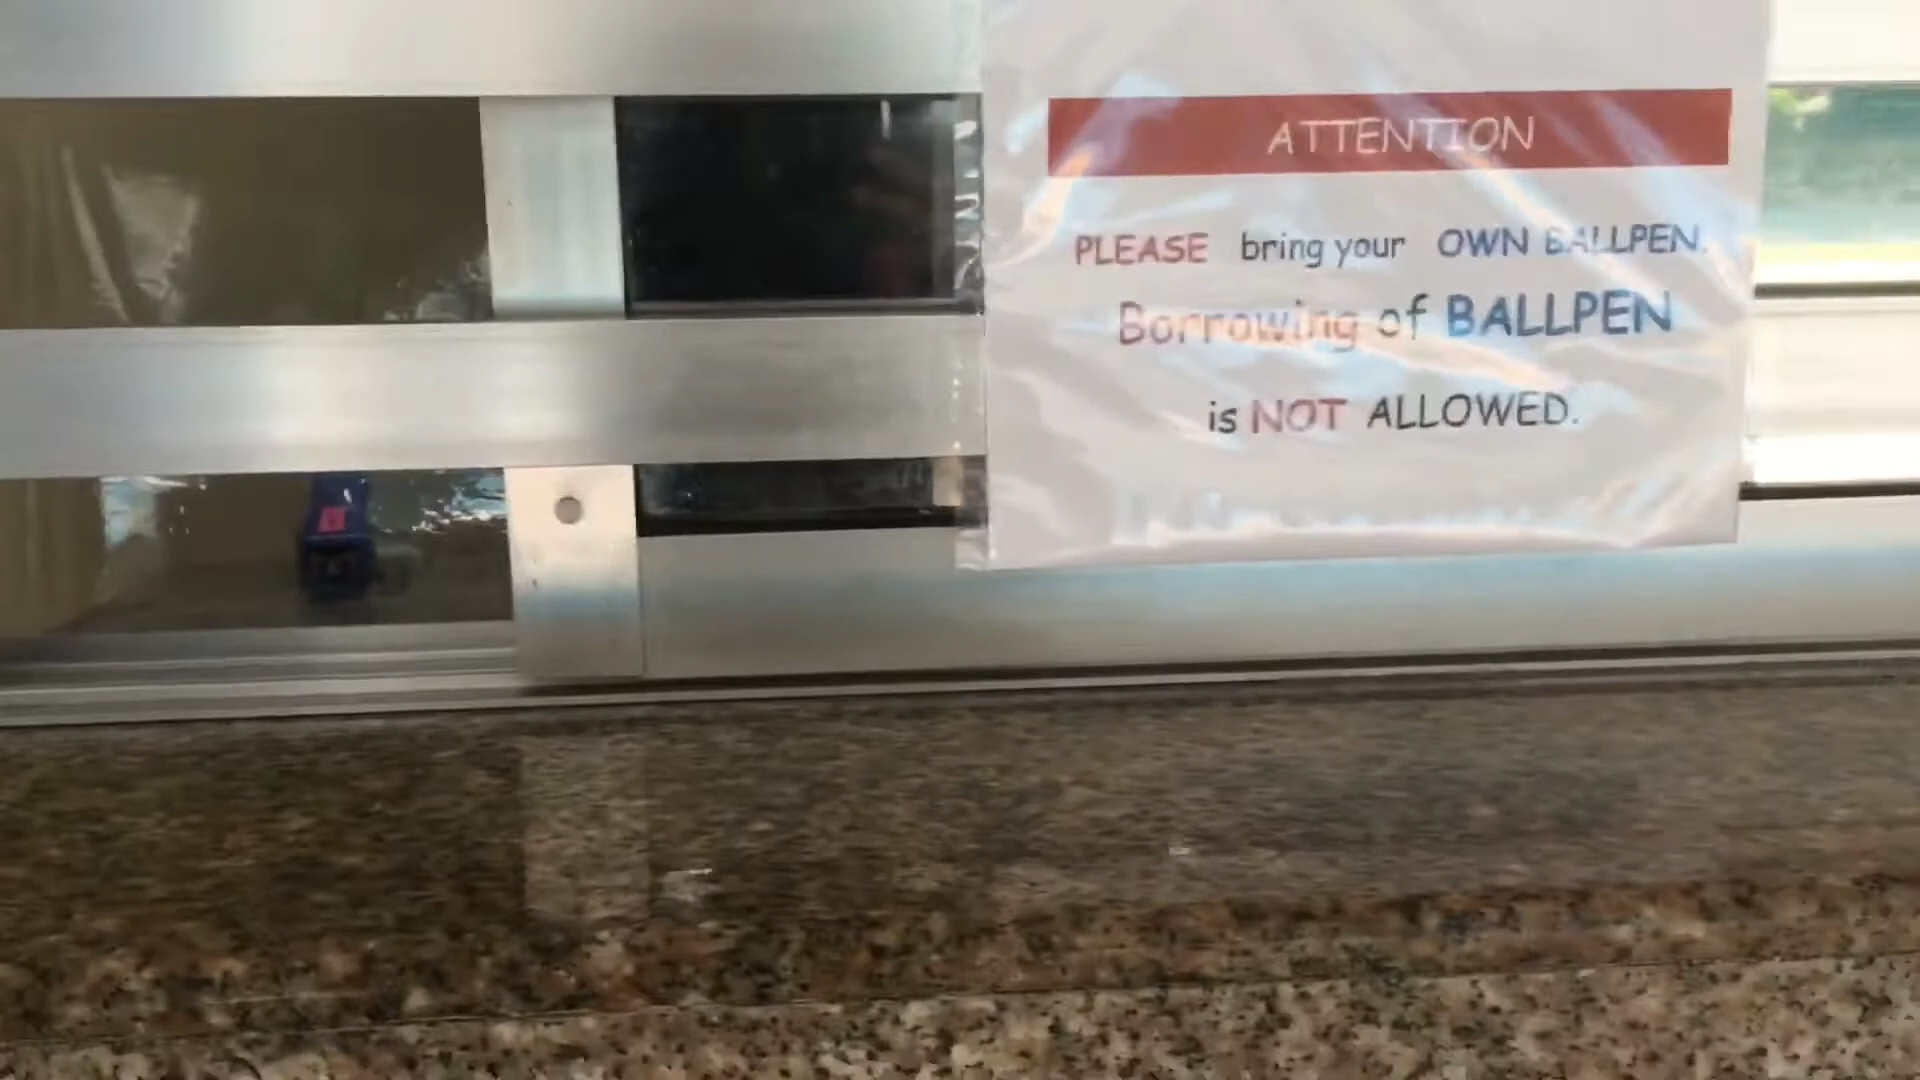 ATTENTION
PLEASE bring your OWN BALLPEN.
Borrowing of BALLPEN
is NOT ALLOWED.